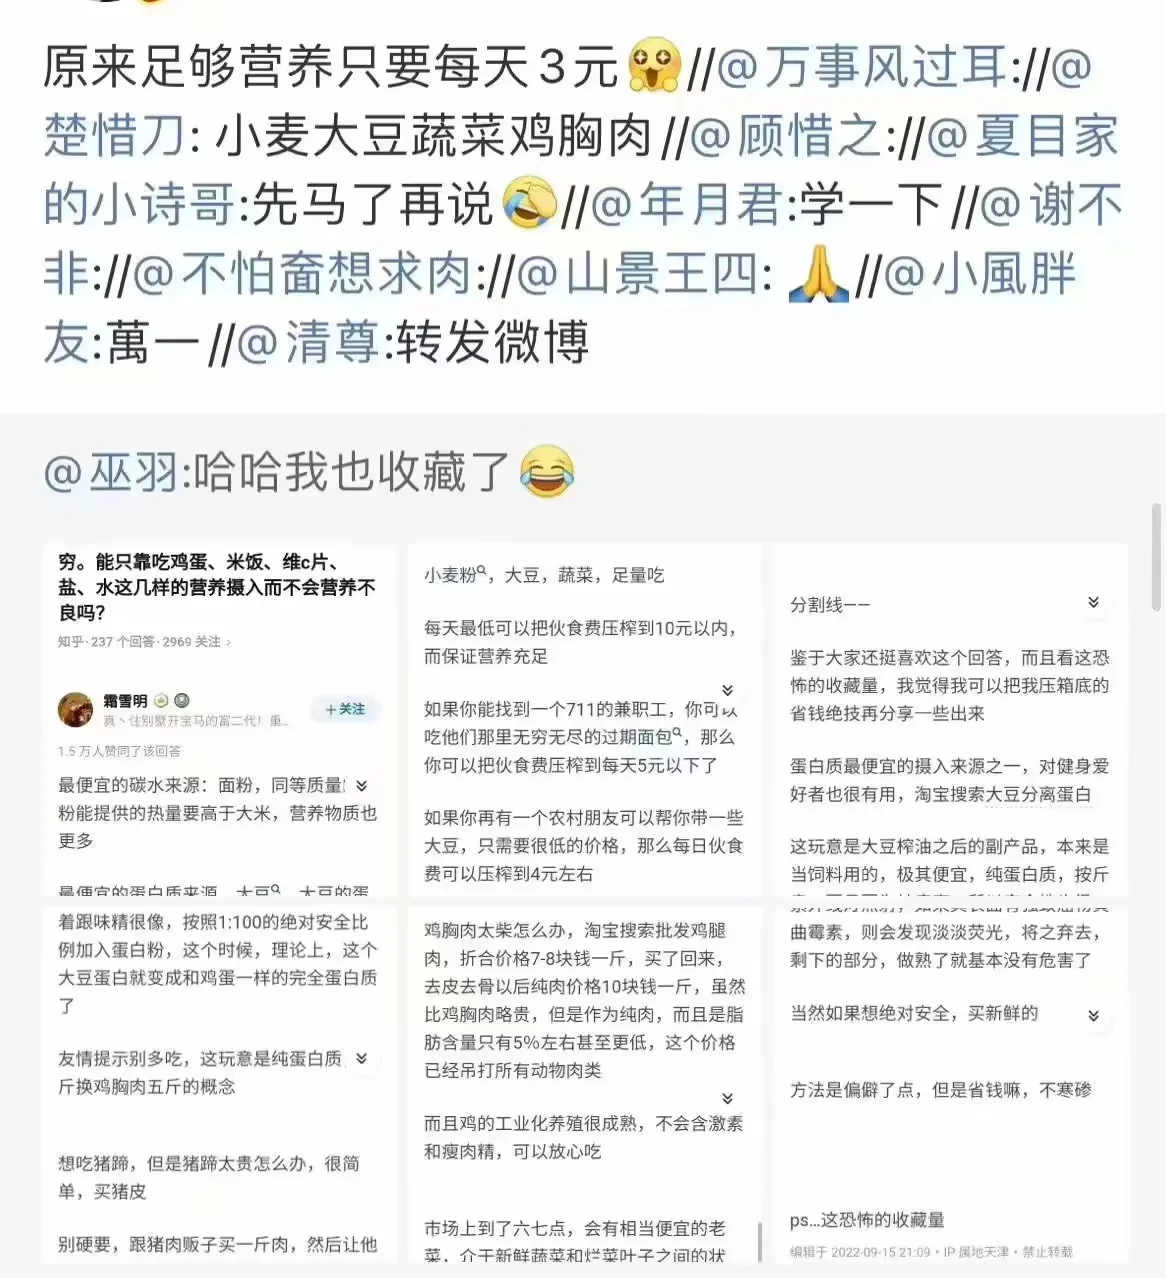 原来足够营养只要每天3元//@万事风过耳://@
楚惜刀: 小麦大豆蔬菜鸡胸肉//@顾惜之://@夏目家
的小诗哥:先马了再说//@年月君:学一下//@谢不
非://@不怕奤想求肉://@山景王四: //@小風胖
友:萬一//@清尊:转发微博
@巫羽:哈哈我也收藏了
穷。能只靠吃鸡蛋、米饭、维c片、
盐、水这几样的营养摄入而不会营养不
良吗?
知乎·237 个回答·2969 关注 ›
霜雪明
+关注
真丶住别墅开宝马的富二代！重...
1.5 万人赞同了该回答
最便宜的碳水来源：面粉，同等质量
粉能提供的热量要高于大米，营养物质也
更多
最便宜的蛋白质来源，大豆，大豆的蛋
小麦粉，大豆，蔬菜，足量吃
每天最低可以把伙食费压榨到10元以内，
而保证营养充足
如果你能找到一个711的兼职工，你可以
吃他们那里无穷无尽的过期面包，那么
你可以把伙食费压榨到每天5元以下了
如果你再有一个农村朋友可以帮你带一些
大豆，只需要很低的价格，那么每日伙食
费可以压榨到4元左右
分割线——
鉴于大家还挺喜欢这个回答，而且看这恐
怖的收藏量，我觉得我可以把我压箱底的
省钱绝技再分享一些出来
蛋白质最便宜的摄入来源之一，对健身爱
好者也很有用，淘宝搜索大豆分离蛋白
这玩意是大豆榨油之后的副产品，本来是
当饲料用的，极其便宜，纯蛋白质，按斤
着跟味精很像，按照1:100的绝对安全比
例加入蛋白粉，这个时候，理论上，这个
大豆蛋白就变成和鸡蛋一样的完全蛋白质
了
友情提示别多吃，这玩意是纯蛋白质
斤换鸡胸肉五斤的概念
想吃猪蹄，但是猪蹄太贵怎么办，很简
单，买猪皮
别硬要，跟猪肉贩子买一斤肉，然后让他
鸡胸肉太柴怎么办，淘宝搜索批发鸡腿
肉，折合价格7-8块钱一斤，买了回来，
去皮去骨以后纯肉价格10块钱一斤，虽然
比鸡胸肉略贵，但是作为纯肉，而且是脂
肪含量只有5%左右甚至更低，这个价格
已经吊打所有动物肉类
而且鸡的工业化养殖很成熟，不会含激素
和瘦肉精，可以放心吃
市场上到了六七点，会有相当便宜的老
菜，介于新鲜蔬菜和烂菜叶子之间的状
曲霉素，则会发现淡淡荧光，将之弃去，
剩下的部分，做熟了就基本没有危害了
当然如果想绝对安全，买新鲜的
方法是偏僻了点，但是省钱嘛，不寒碜
ps...这恐怖的收藏量
编辑于 2022-09-15 21:09・IP 属地天津・禁止转载